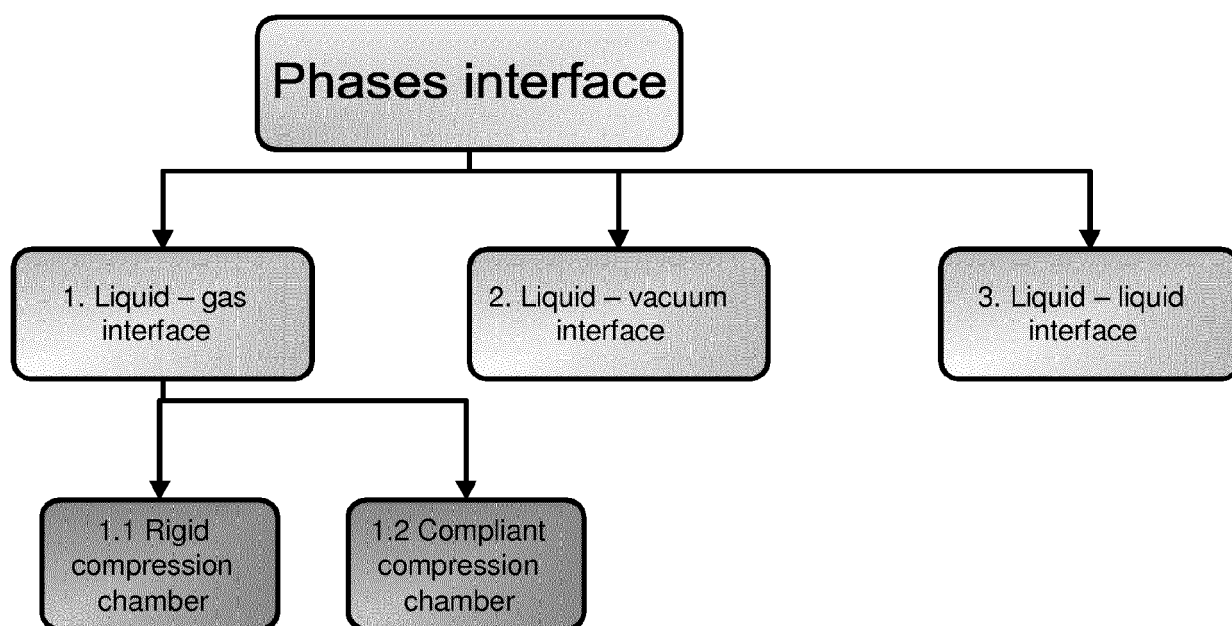 Phases interface
1. Liquid – gas
interface
2. Liquid – vacuum
interface
3. Liquid – liquid
interface
1.1 Rigid
compression
chamber
1.2 Compliant
compression
chamber